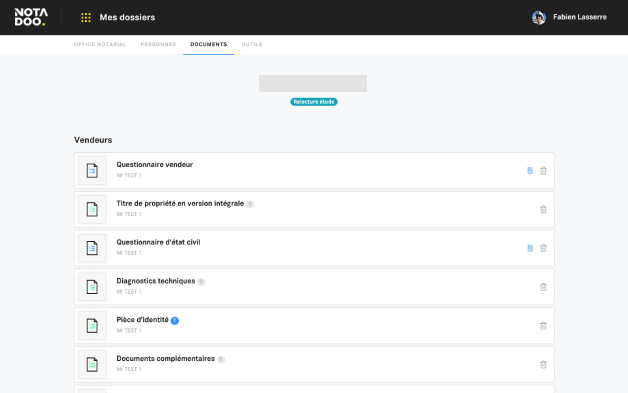 NOTA
DOO.
Mes dossiers
Fabien Lasserre
OFFICE NOTARIAL PERSONNES DOCUMENTS OUTILS
Relecture étude
Vendeurs
Questionnaire vendeur
Mr TEST 1
Titre de propriété en version intégrale
Mr TEST 1
Questionnaire d'état civil
Mr TEST 1
Diagnostics techniques
Mr TEST 1
Pièce d'identité 1
Mr TEST 1
Documents complémentaires
Mr TEST 1